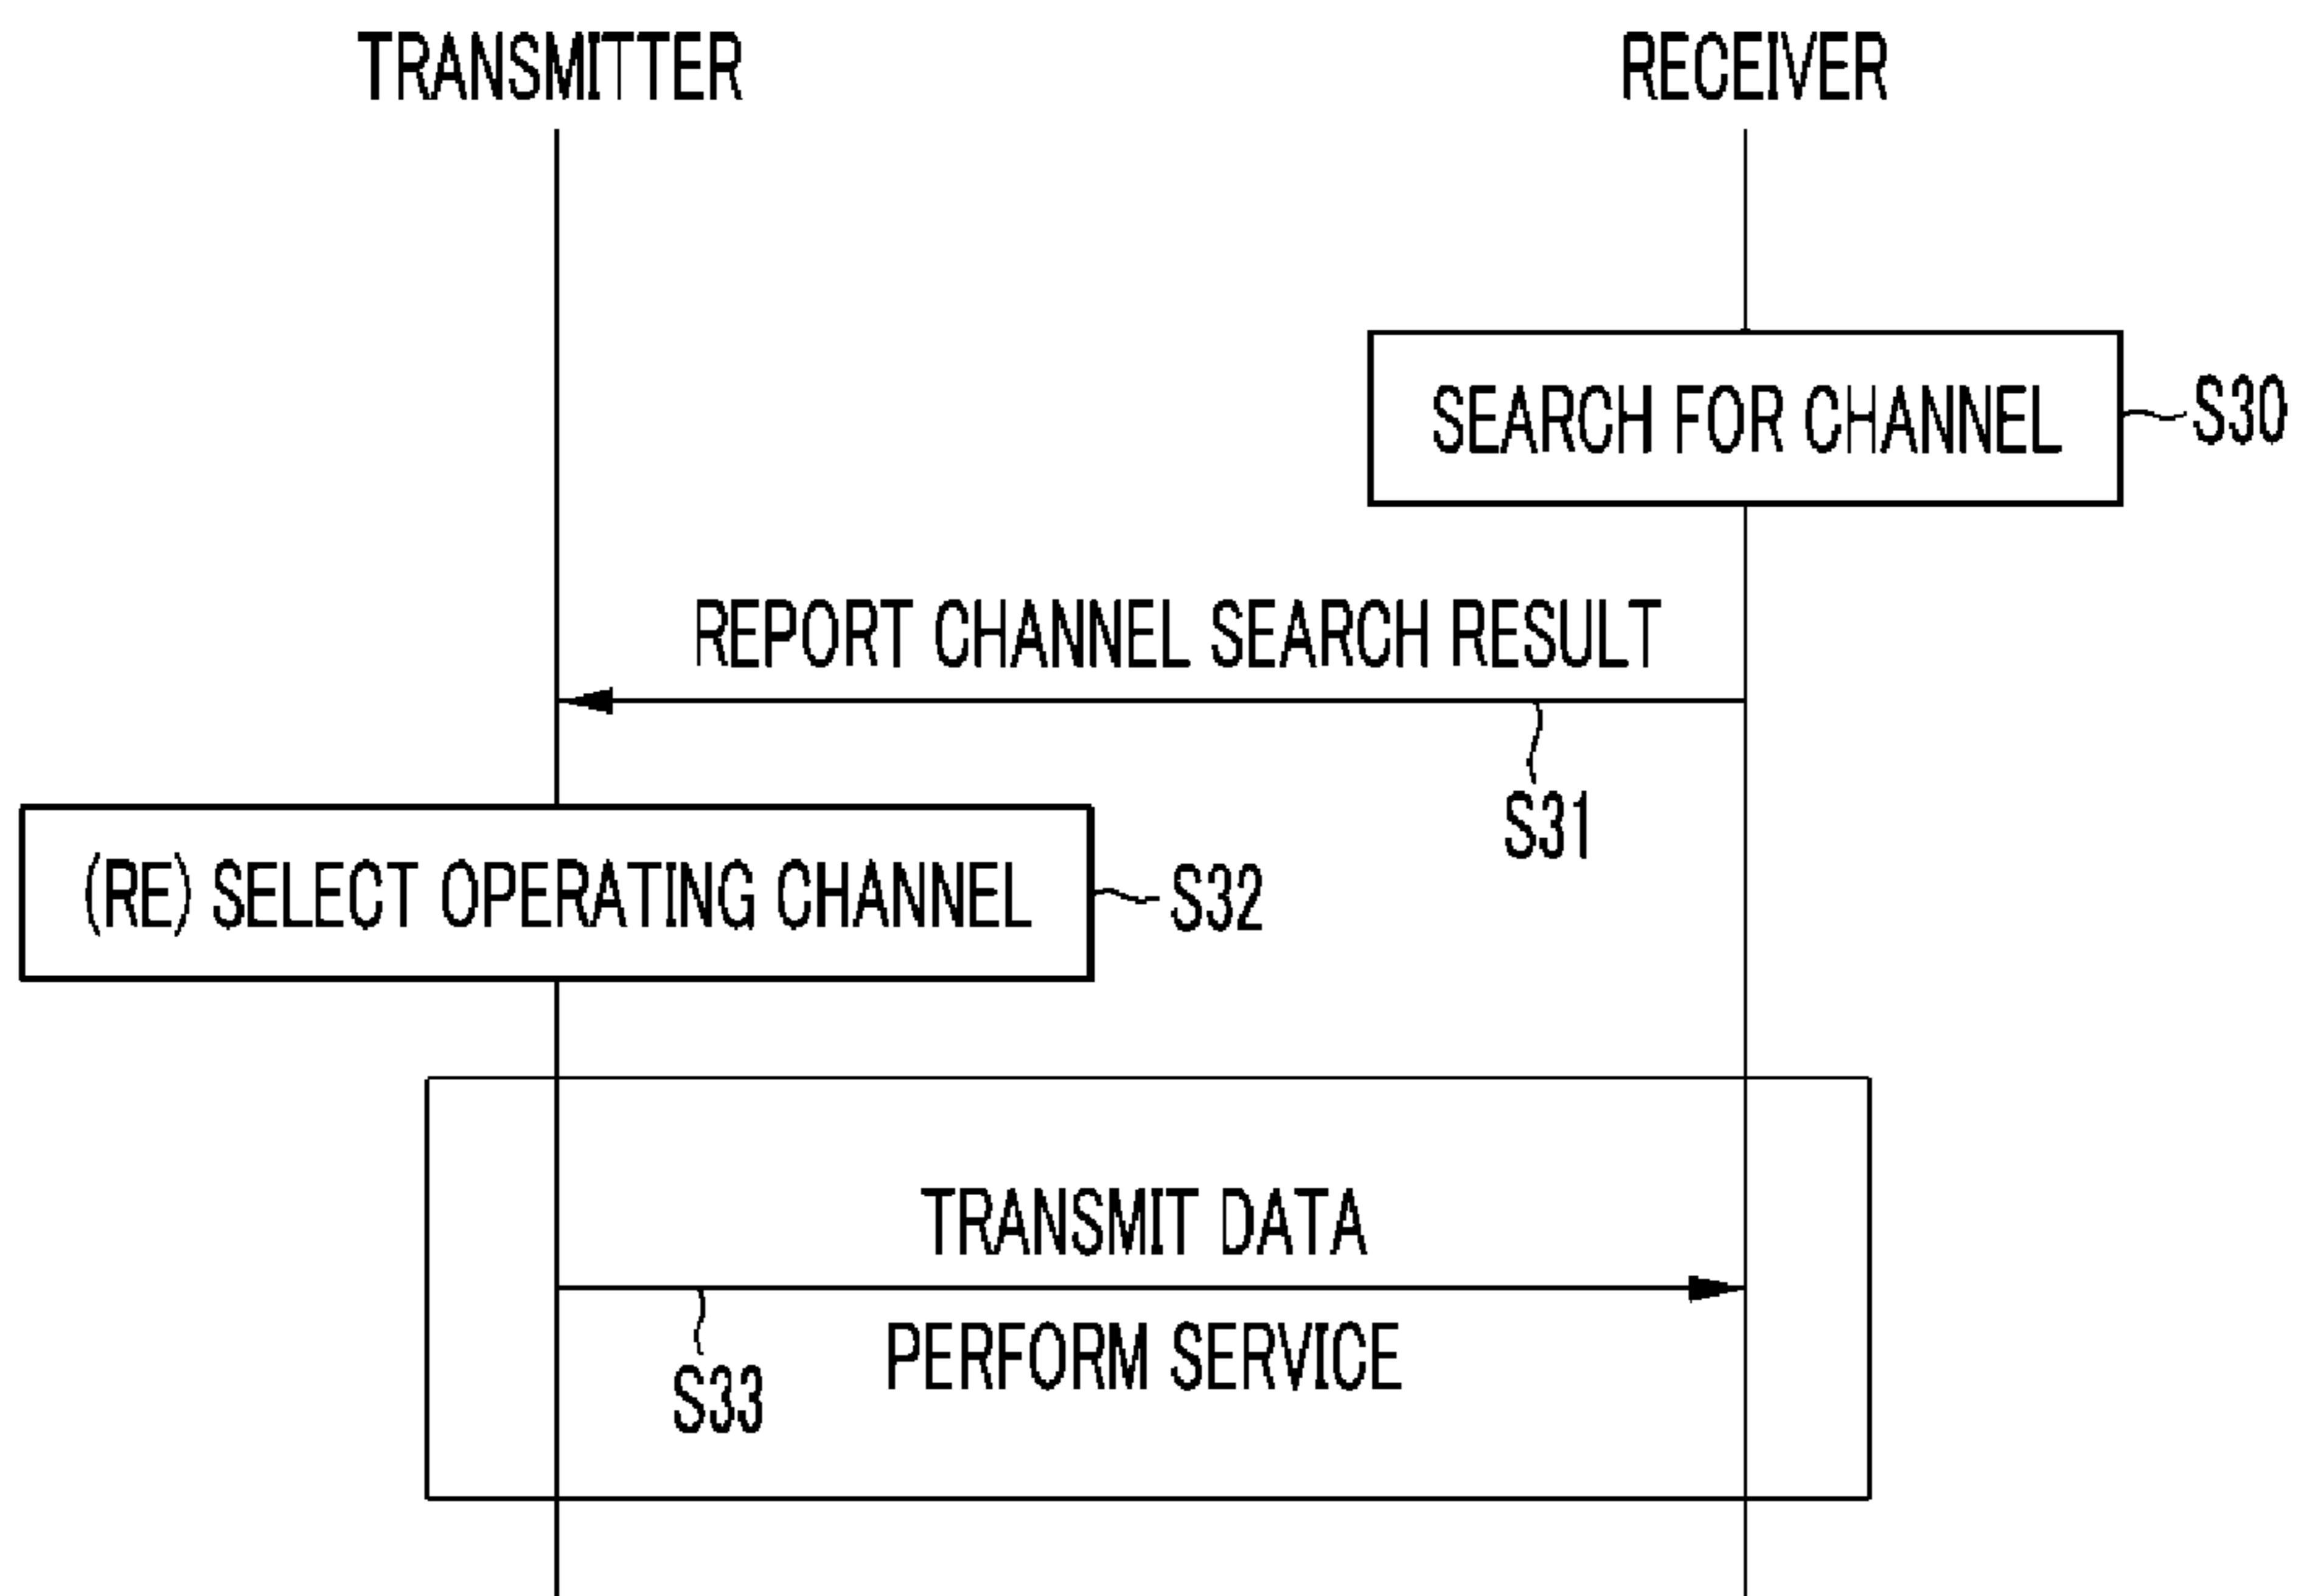 TRANSMITTER
RECEIVER
SEARCH FOR CHANNEL
S30
REPORT CHANNEL SEARCH RESULT
S31
(RE) SELECT OPERATING CHANNEL
S32
TRANSMIT DATA
PERFORM SERVICE
S33